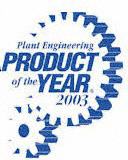 Plant Engineering
PRODUCT
of the YEAR®
2003